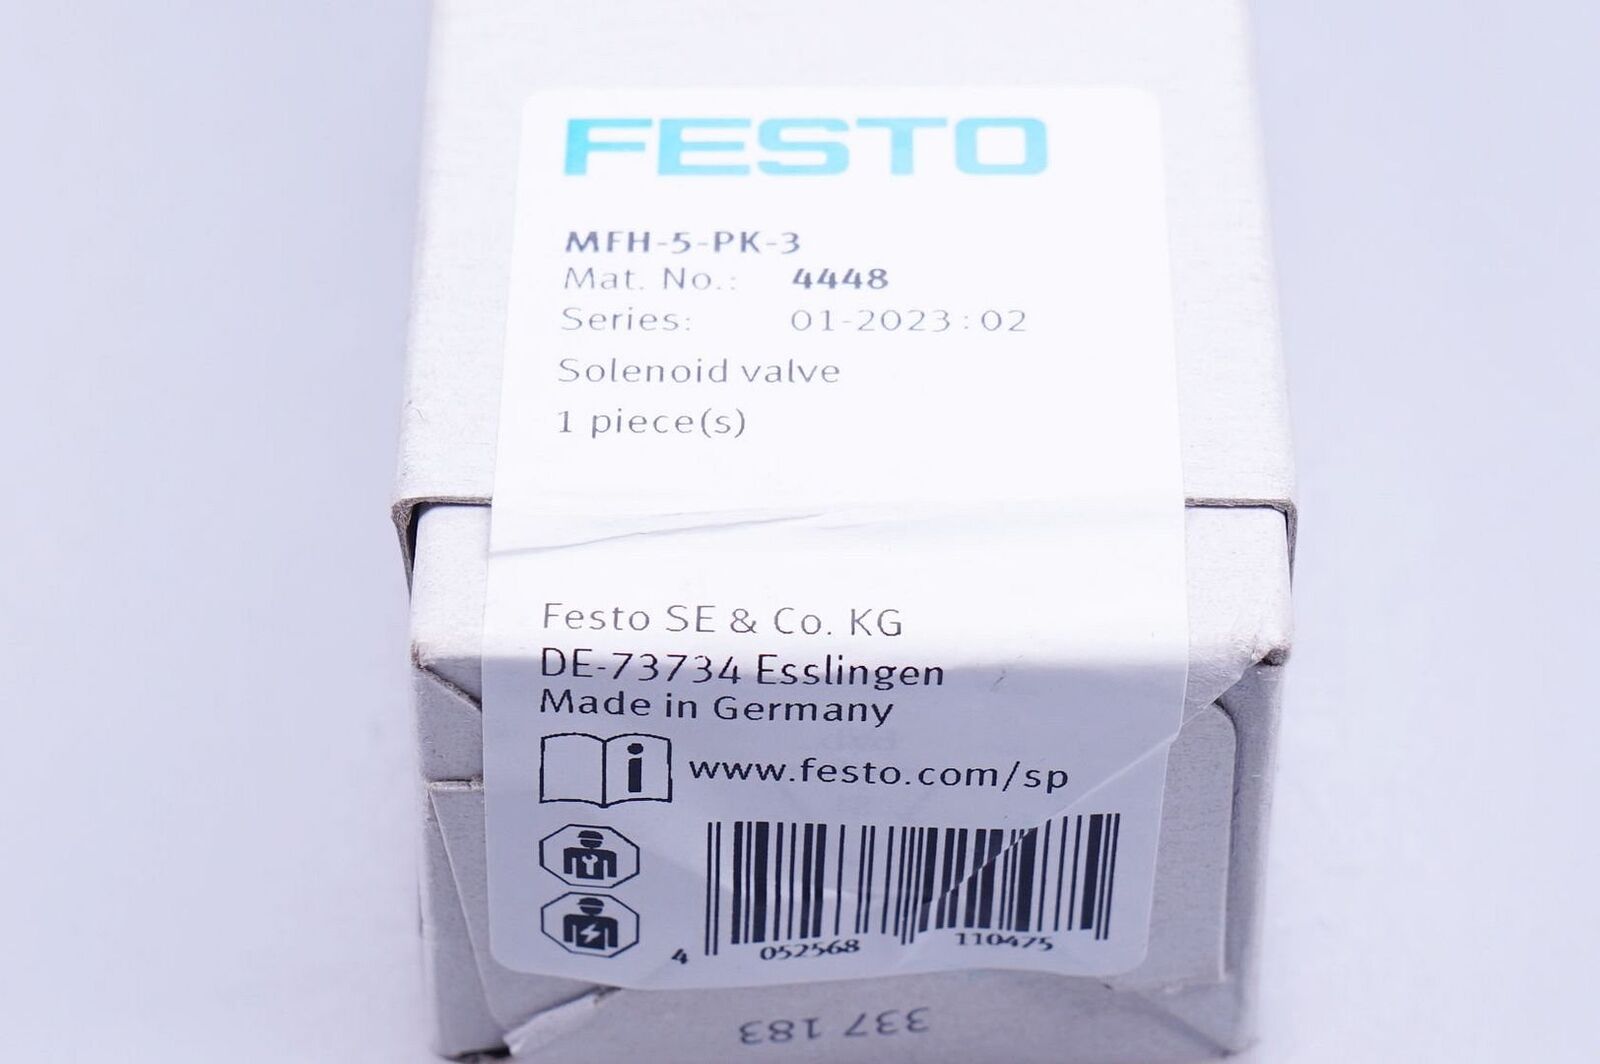 FESTO
MFH-5-PK-3
Mat. No.: 4448
Series: 01-2023:02
Solenoid valve
1 piece(s)
Festo SE & Co. KG
DE-73734 Esslingen
Made in Germany
i www.festo.com/sp
4 052568 110475
337 183